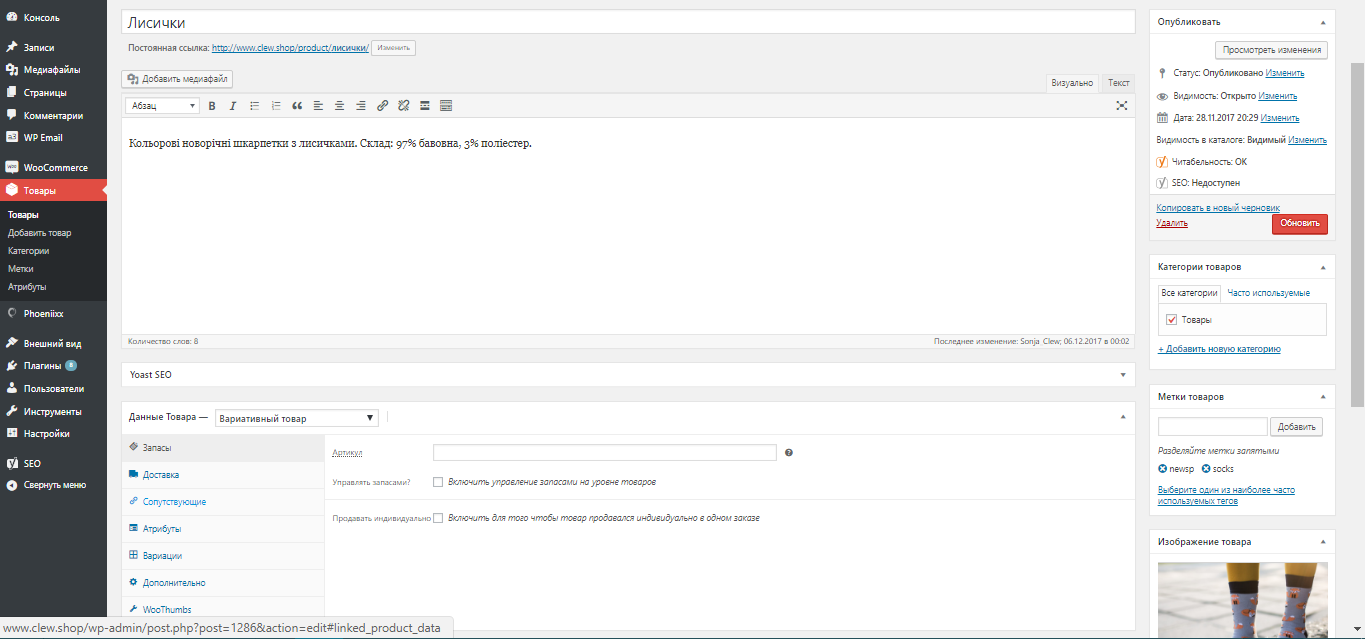 Консоль
Записи
Медиафайлы
Страницы
Комментарии
WP Email
WooCommerce
Товары
Товары
Добавить товар
Категории
Метки
Атрибуты
Phoeniixx
Внешний вид
Плагины 8
Пользователи
Инструменты
Настройки
SEO
Свернуть меню
Лисички
Постоянная ссылка: http://www.clew.shop/product/лисички/ Изменить
Добавить медиафайл
Визуально Текст
Абзац
Кольорові новорічні шкарпетки з лисичками. Склад: 97% бавовна, 3% поліестер.
Количество слов: 8
Последнее изменение: Sonja_Clew; 06.12.2017 в 00:02
Yoast SEO
Данные Товара — Вариативный товар
Запасы
Доставка
Сопутствующие
Атрибуты
Вариации
Дополнительно
WooThumbs
Артикул
Управлять запасами? Включить управление запасами на уровне товаров
Продавать индивидуально Включить для того чтобы товар продавался индивидуально в одном заказе
Опубликовать
Просмотреть изменения
Статус: Опубликовано Изменить
Видимость: Открыто Изменить
Дата: 28.11.2017 20:29 Изменить
Видимость в каталоге: Видимый Изменить
Читабельность: OK
SEO: Недоступен
Копировать в новый черновик
Удалить
Обновить
Категории товаров
Все категории Часто используемые
Товары
+ Добавить новую категорию
Метки товаров
Добавить
Разделяйте метки запятыми
newsp socks
Выберите один из наиболее часто
используемых тегов
Изображение товара
www.clew.shop/wp-admin/post.php?post=1286&action=edit#linked_product_data